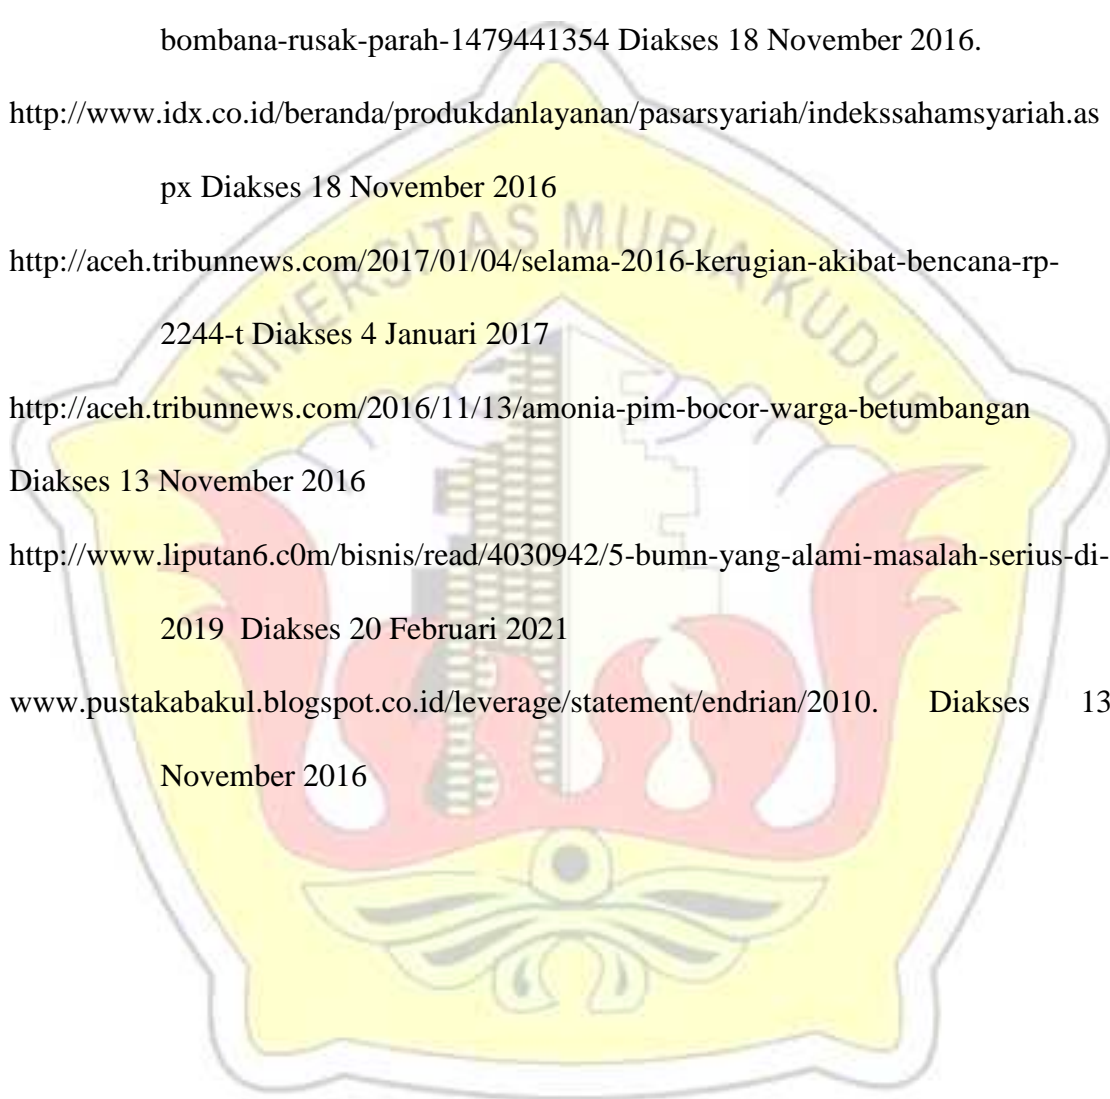 bombana-rusak-parah-1479441354 Diakses 18 November 2016.
http://www.idx.co.id/beranda/produkdanlayanan/pasarsyariah/indekssahamsyariah.as
px Diakses 18 November 2016
http://aceh.tribunnews.com/2017/01/04/selama-2016-kerugian-akibat-bencana-rp-
2244-t Diakses 4 Januari 2017
http://aceh.tribunnews.com/2016/11/13/amonia-pim-bocor-warga-betumbangan
Diakses 13 November 2016
http://www.liputan6.c0m/bisnis/read/4030942/5-bumn-yang-alami-masalah-serius-di-
2019 Diakses 20 Februari 2021
www.pustakabakul.blogspot.co.id/leverage/statement/endrian/2010. Diakses 13
November 2016
UNIVERSITAS MURIA KUDUS